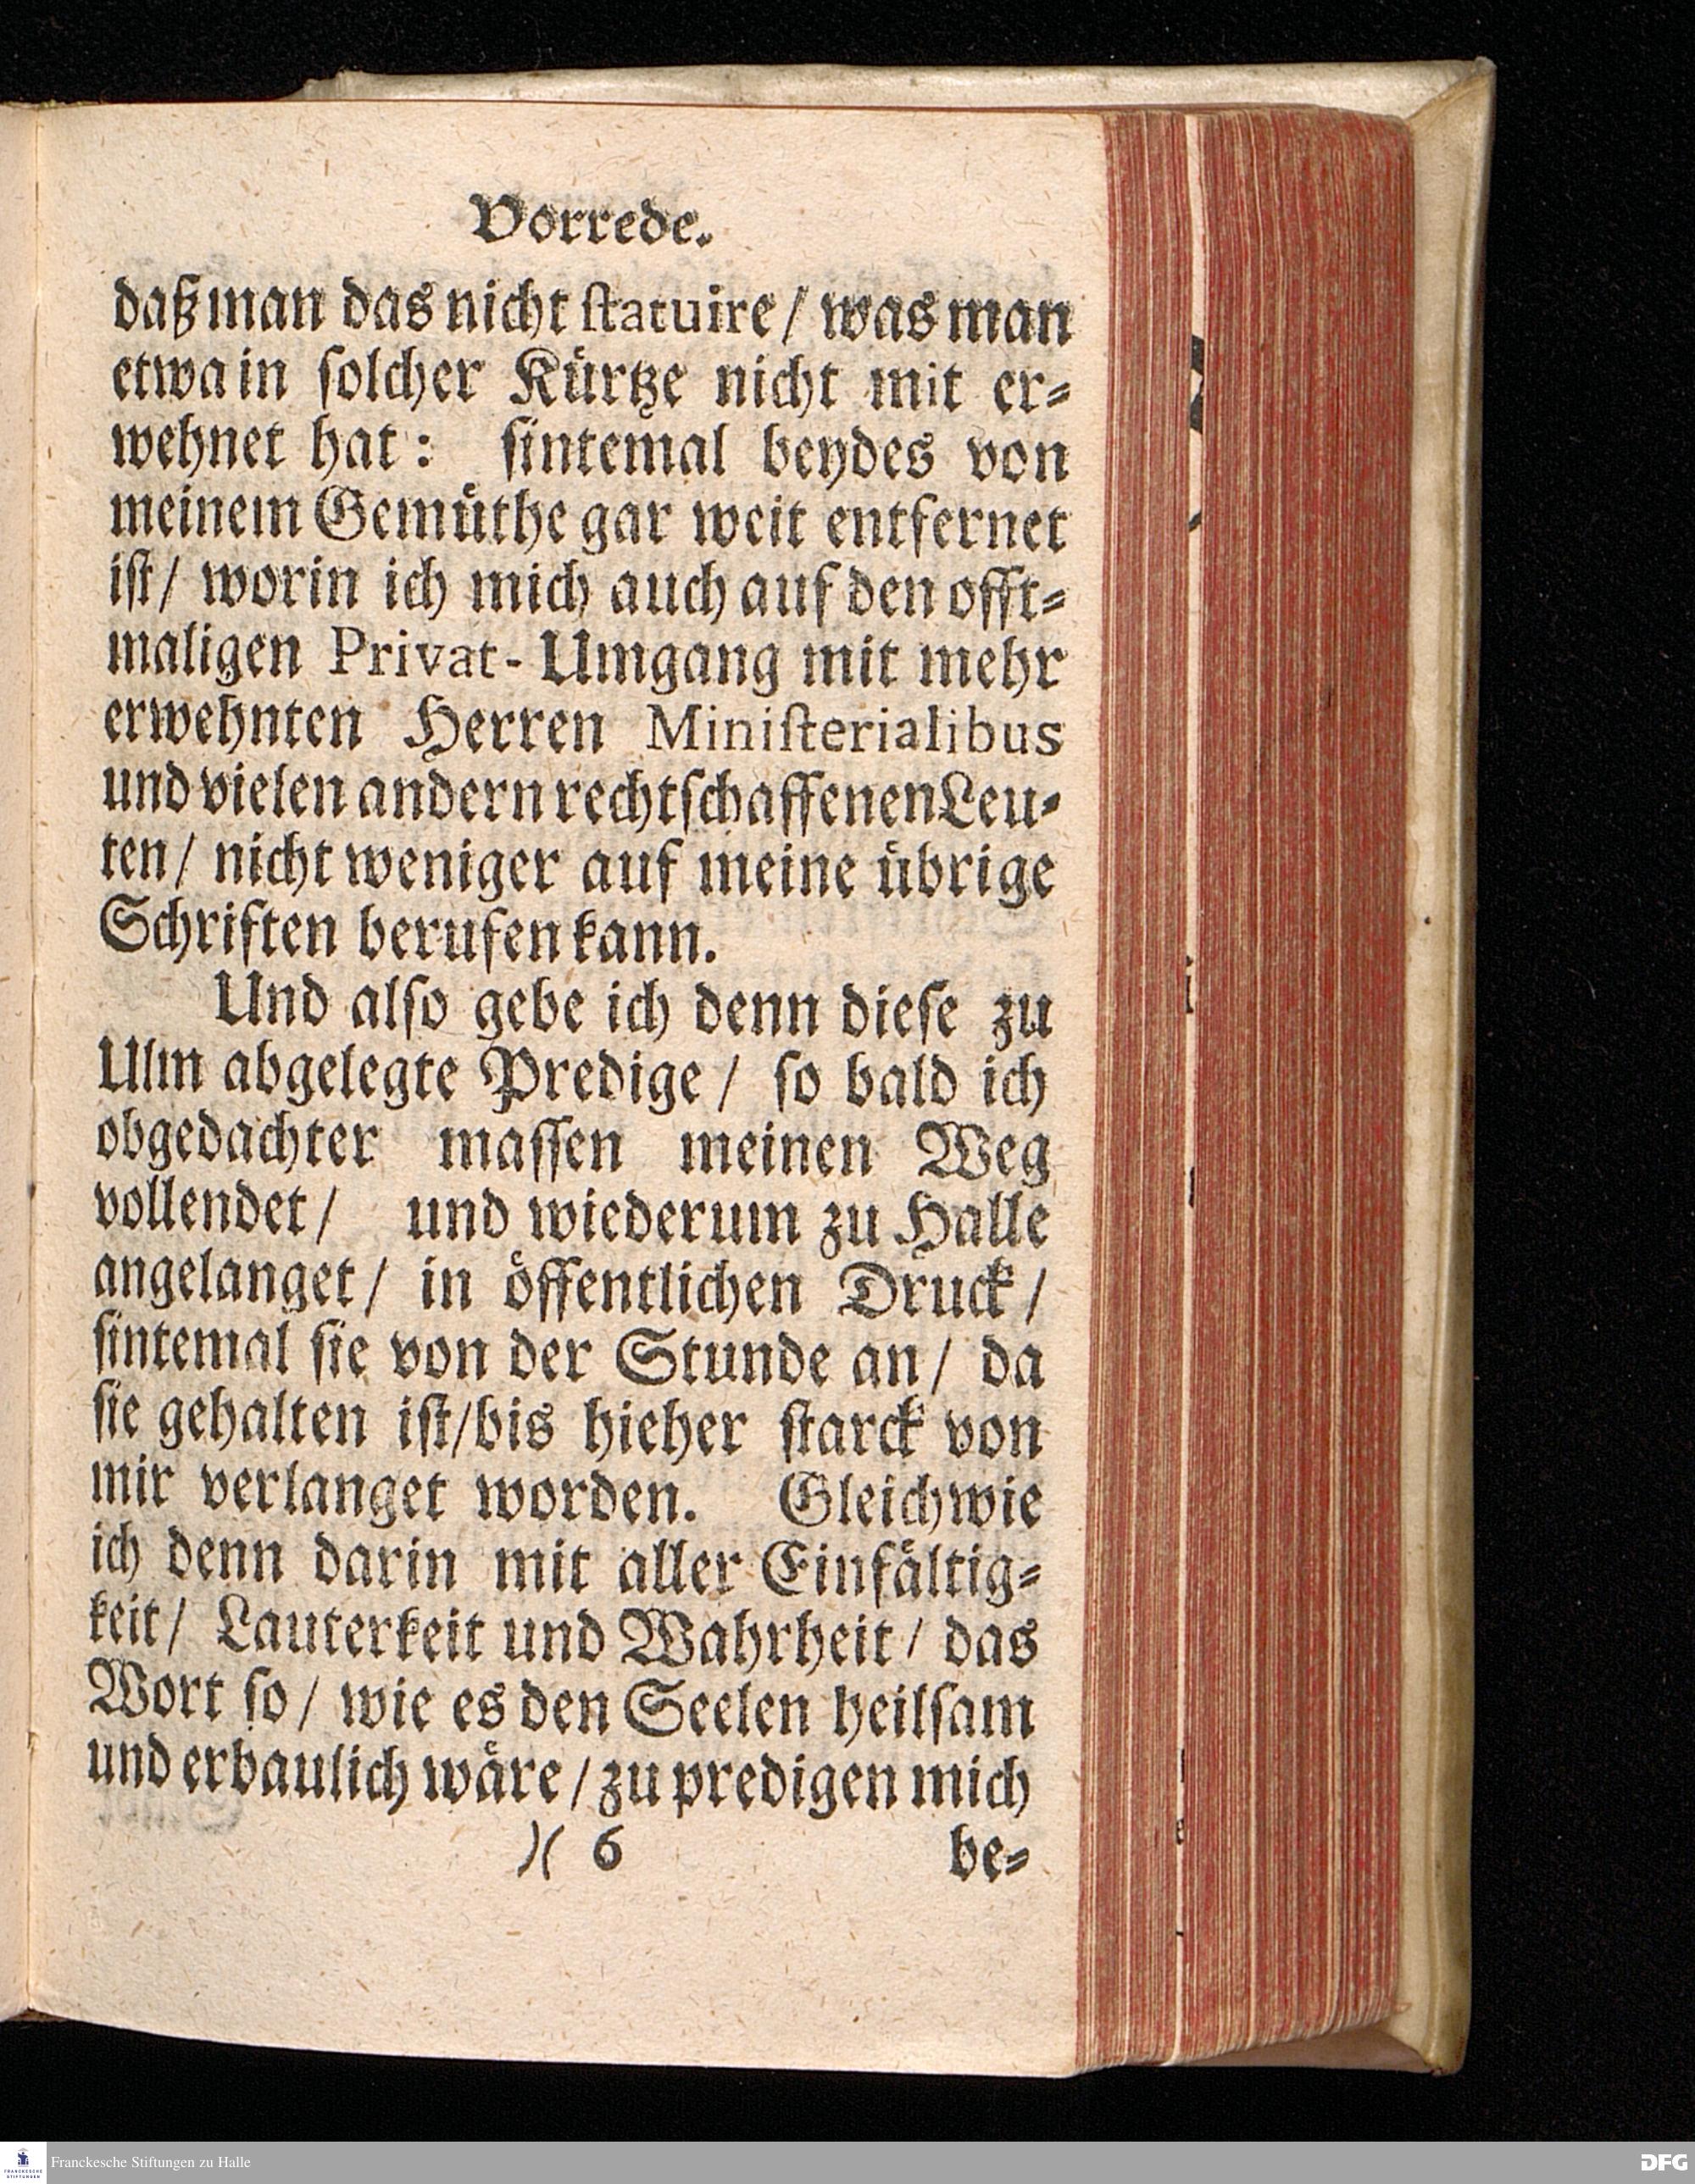 Vorrede.
daß man das nicht statuire / was man
etwa in solcher Kürtze nicht mit er-
wehnet hat: sintemal beydes von
meinem Gemüthe gar weit entfernet
ist / worin ich mich auch auf den offt-
maligen Privat-Umgang mit mehr
erwehnten Herren Ministerialibus
und vielen andern rechtschaffenen Leu-
ten / nicht weniger auf meine übrige
Schriften berufen kann.
Und also gebe ich denn diese zu
Ulm abgelegte Predige / so bald ich
obgedachter massen meinen Weg
vollendet / und wiederum zu Halle
angelanget / in öffentlichen Druck /
sintemal sie von der Stunde an / da
sie gehalten ist / bis hieher starck von
mir verlanget worden. Gleichwie
ich denn darin mit aller Einfältig-
keit / Lauterkeit und Wahrheit / das
Wort so / wie es den Seelen heilsam
und erbaulich wäre / zu predigen mich
)( 6 be-
FRANCKESCHE STIFTUNGEN
Franckesche Stiftungen zu Halle
DFG